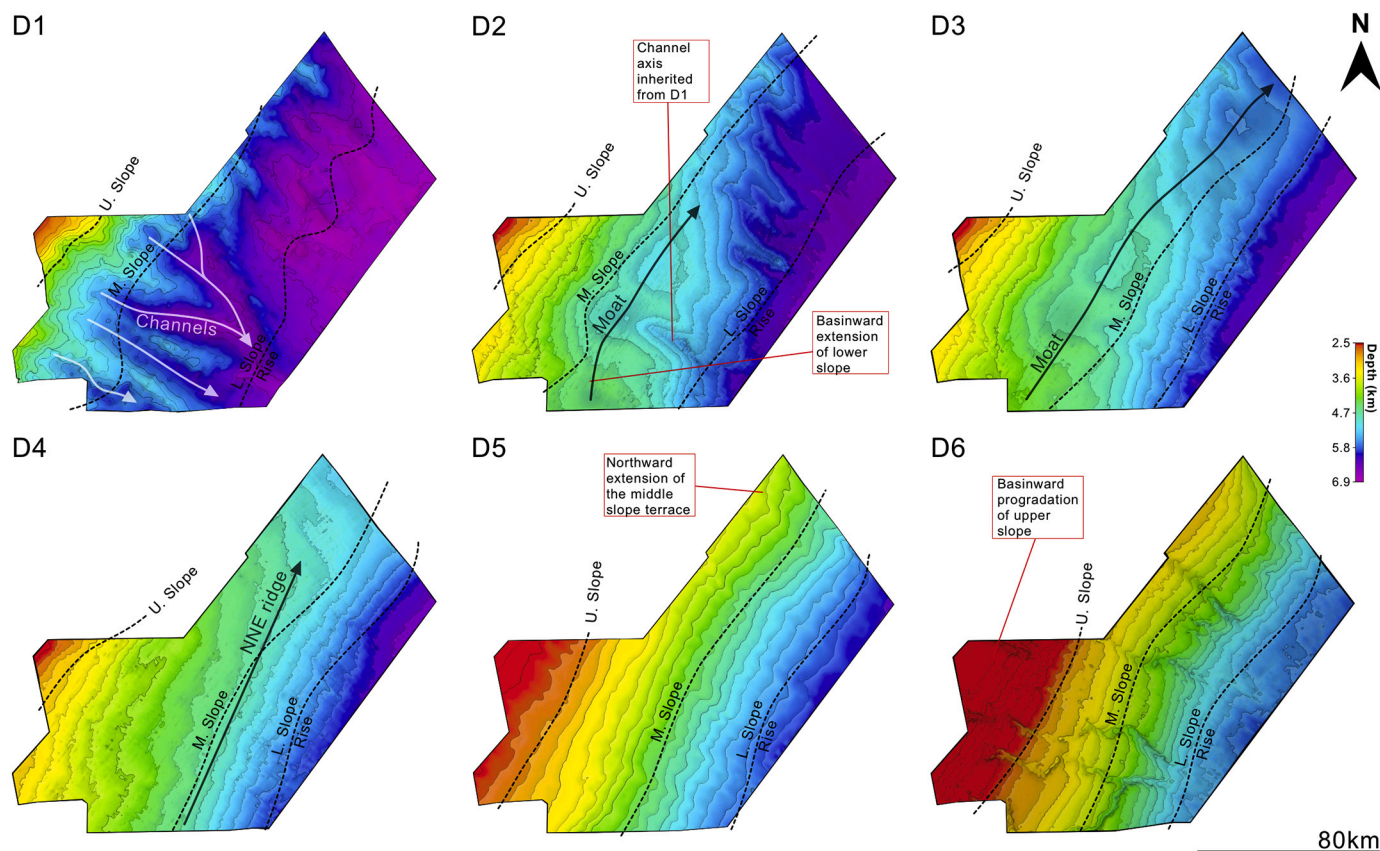 D1
U. Slope
M. Slope
Channels
L. Slope
Rise
D2
Channel
axis
inherited
from D1
U. Slope
M. Slope
Moat
L. Slope
Rise
Basinward
extension
of lower
slope
D3
U. Slope
Moat
M. Slope
L. Slope
Rise
N
2.5
3.6
4.7
5.8
6.9
Depth (km)
D4
U. Slope
NNE ridge
M. Slope
L. Slope
Rise
D5
Northward
extension of
the middle
slope terrace
U. Slope
M. Slope
L. Slope
Rise
D6
Basinward
progradation
of upper
slope
U. Slope
M. Slope
L. Slope
Rise
80km